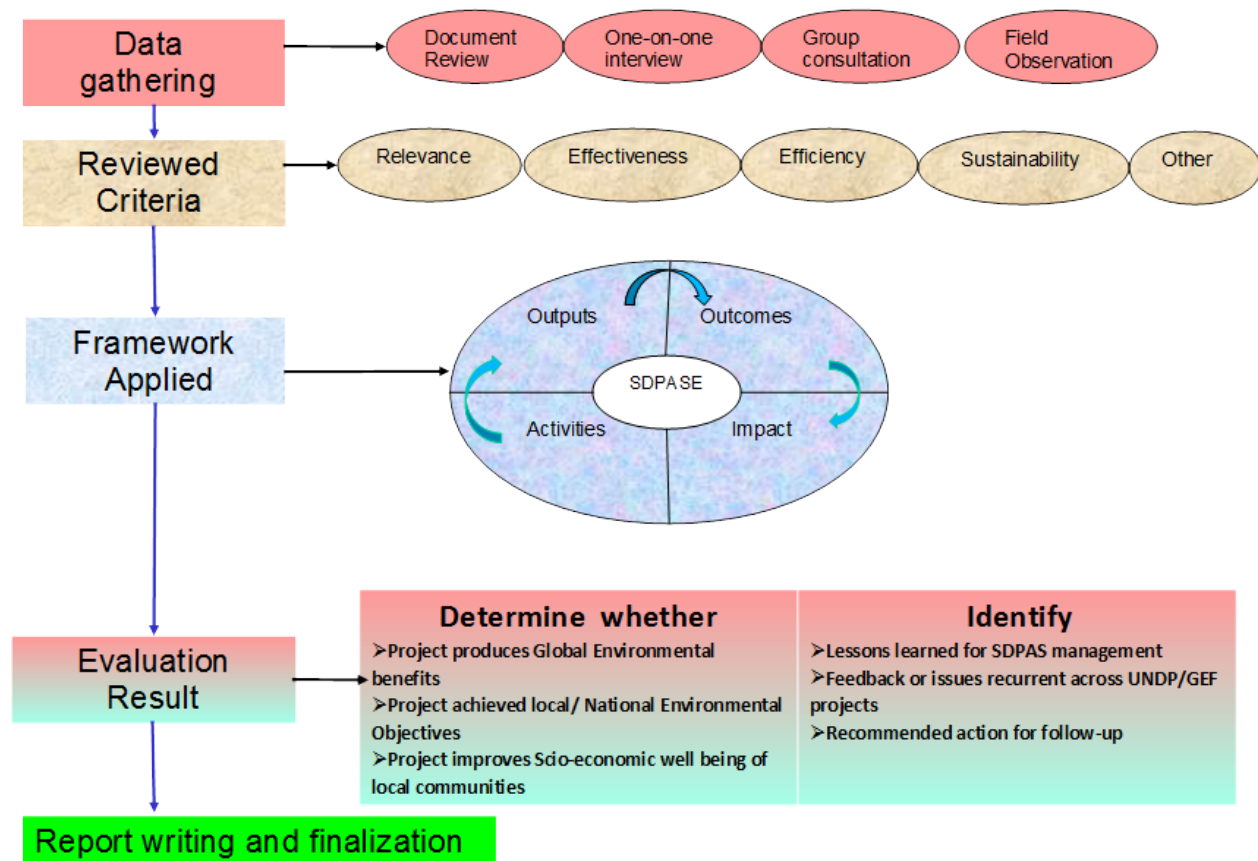 Data
gathering
Document
Review
One-on-one
interview
Group
consultation
Field
Observation
Reviewed
Criteria
Relevance
Effectiveness
Efficiency
Sustainability
Other
Framework
Applied
Outputs
Outcomes
SDPASE
Activities
Impact
Evaluation
Result
Determine whether
➢Project produces Global Environmental
benefits
➢Project achieved local/ National Environmental
Objectives
➢Project improves Scio-economic well being of
local communities
Identify
➢Lessons learned for SDPAS management
➢Feedback or issues recurrent across UNDP/GEF
projects
➢Recommended action for follow-up
Report writing and finalization